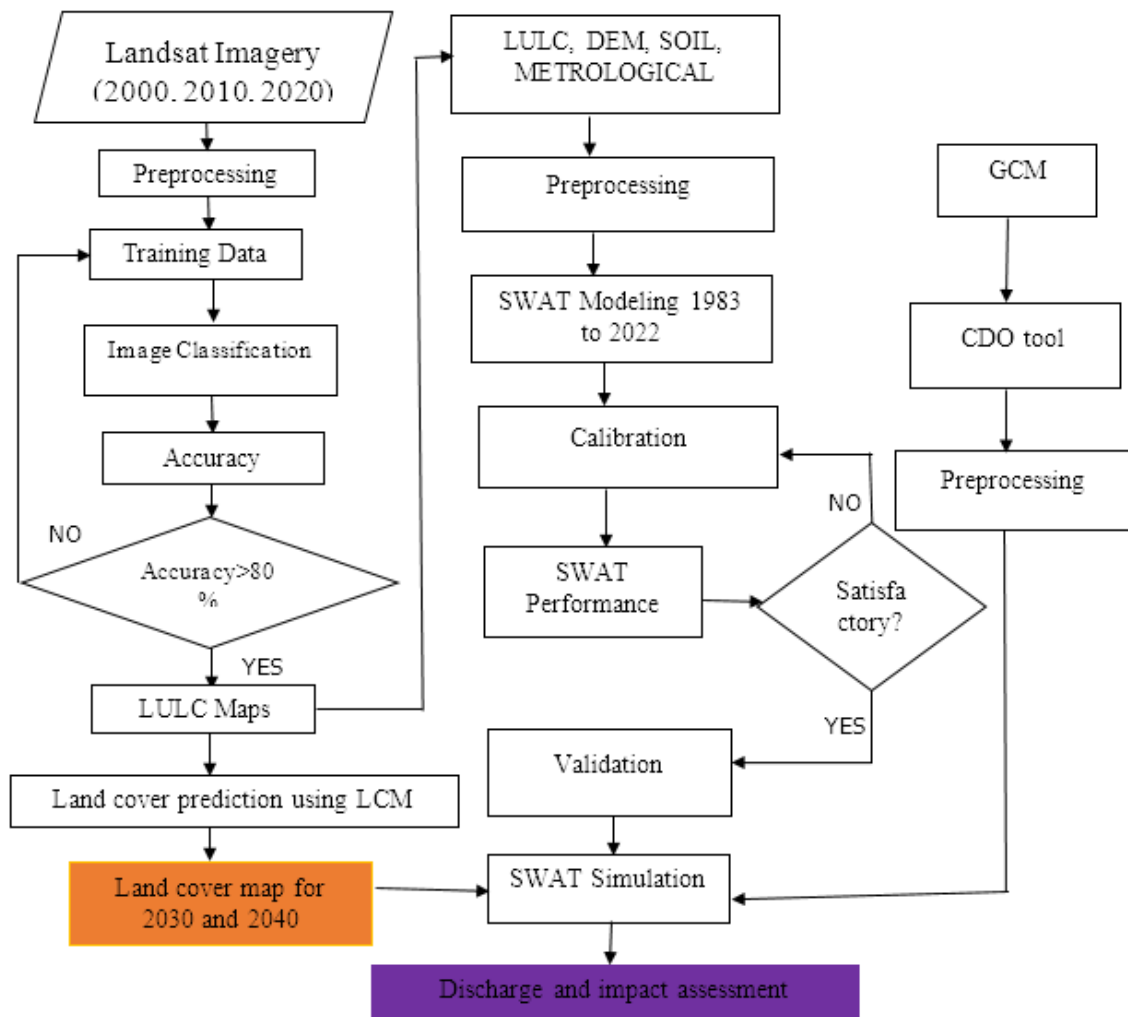 Landsat Imagery
(2000, 2010, 2020)
Preprocessing
Training Data
Image Classification
Accuracy
NO
Accuracy>80
%
YES
LULC Maps
Land cover prediction using LCM
Land cover map for
2030 and 2040
LULC, DEM, SOIL,
METROLOGICAL
Preprocessing
SWAT Modeling 1983
to 2022
Calibration
NO
SWAT
Performance
Satisfa
ctory?
YES
Validation
SWAT Simulation
GCM
CDO tool
Preprocessing
Discharge and impact assessment